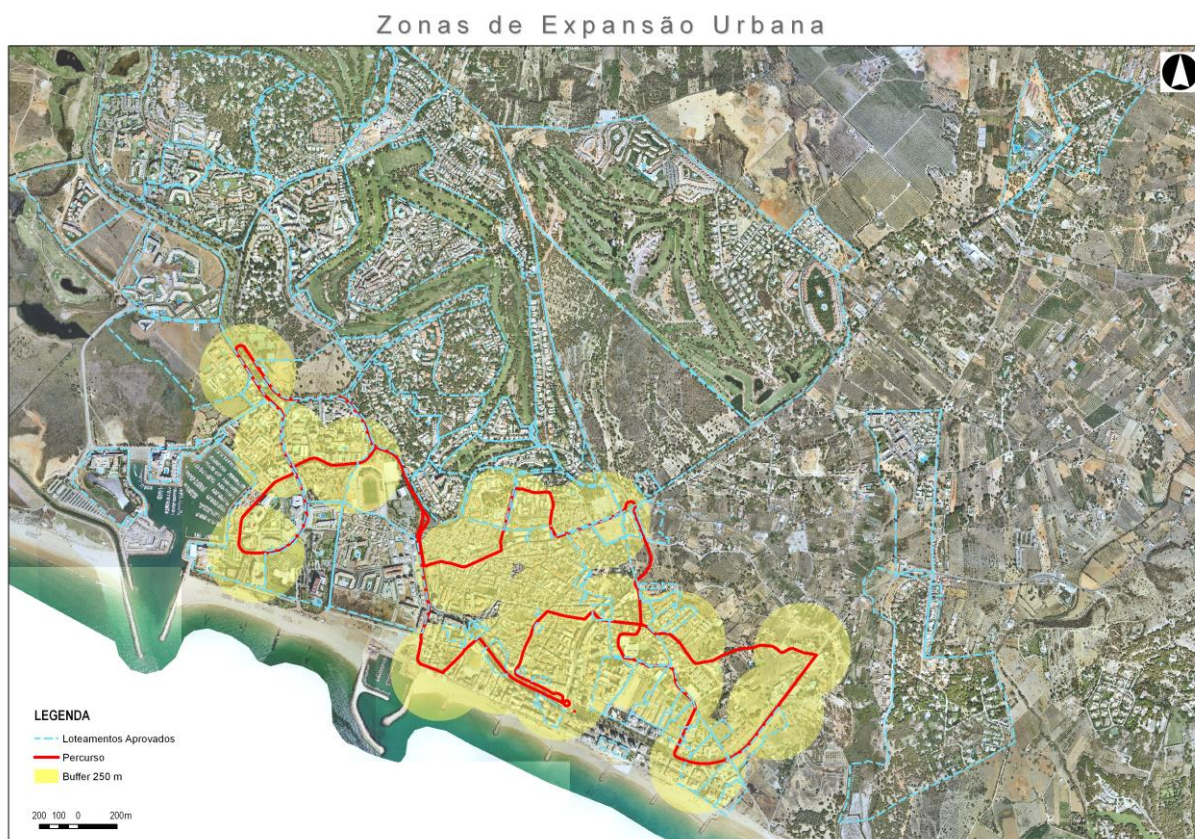 Zonas de Expansão Urbana
LEGENDA
Loteamentos Aprovados
Percurso
Buffer 250 m
200 100 0 200m